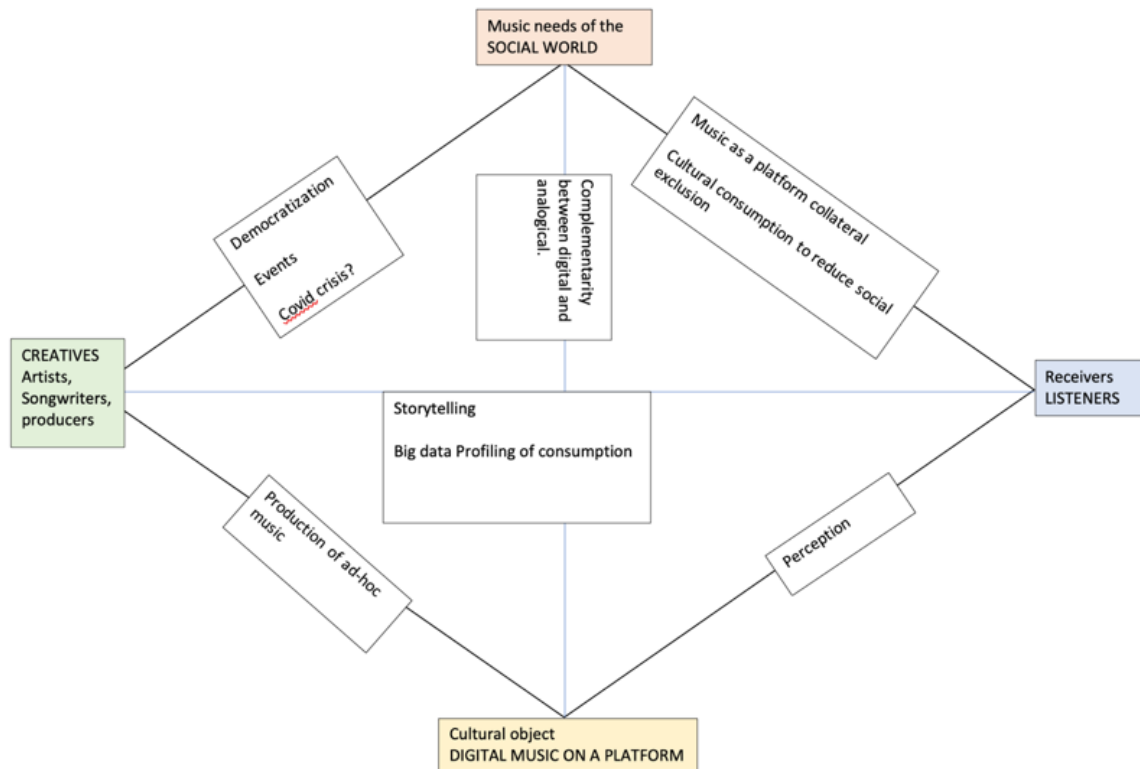 Music needs of the
SOCIAL WORLD
Music as a platform collateral
Cultural consumption to reduce social
exclusion
Democratization
Events
Covid crisis?
Complementarity
between digital and
analogical.
CREATIVES
Artists,
Songwriters,
producers
Receivers
LISTENERS
Storytelling
Big data Profiling of consumption
Production of ad-hoc
music
Perception
Cultural object
DIGITAL MUSIC ON A PLATFORM